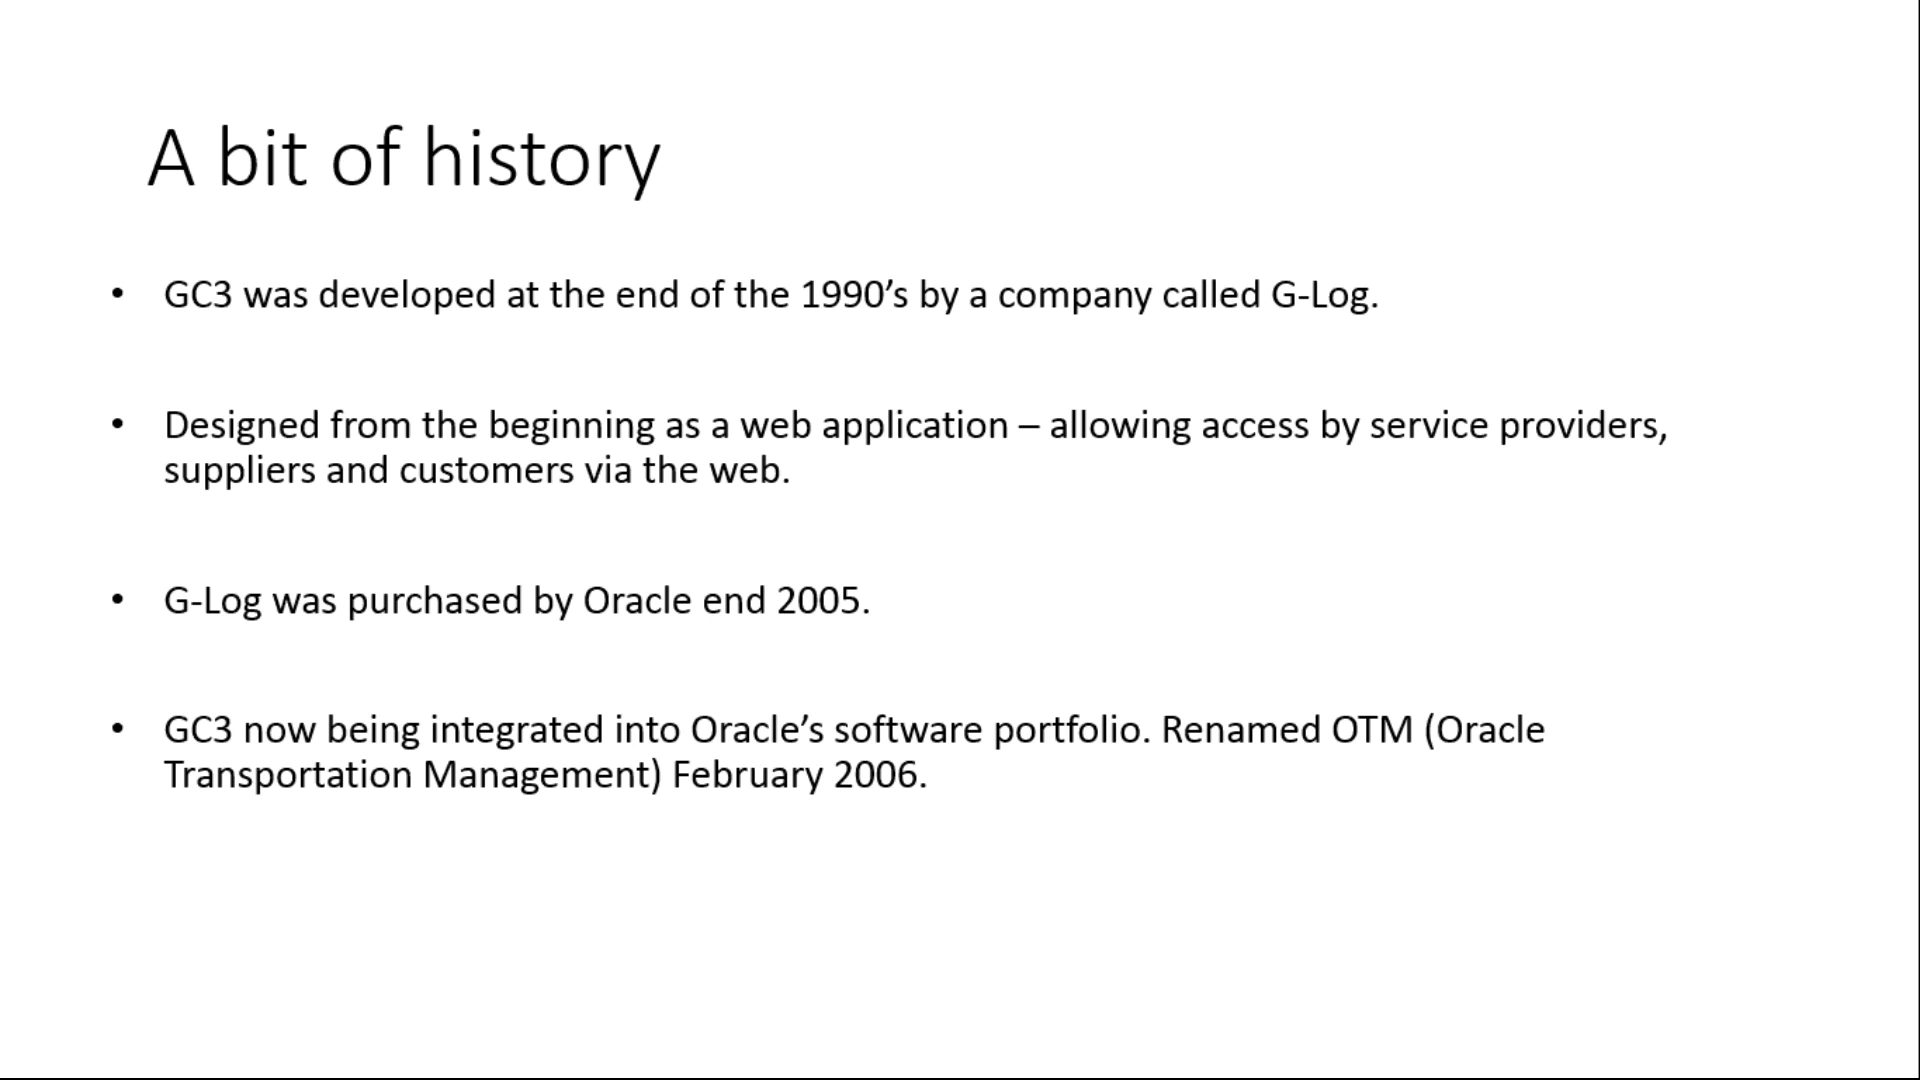 A bit of history
• GC3 was developed at the end of the 1990’s by a company called G-Log.
• Designed from the beginning as a web application – allowing access by service providers,
suppliers and customers via the web.
• G-Log was purchased by Oracle end 2005.
• GC3 now being integrated into Oracle’s software portfolio. Renamed OTM (Oracle
Transportation Management) February 2006.